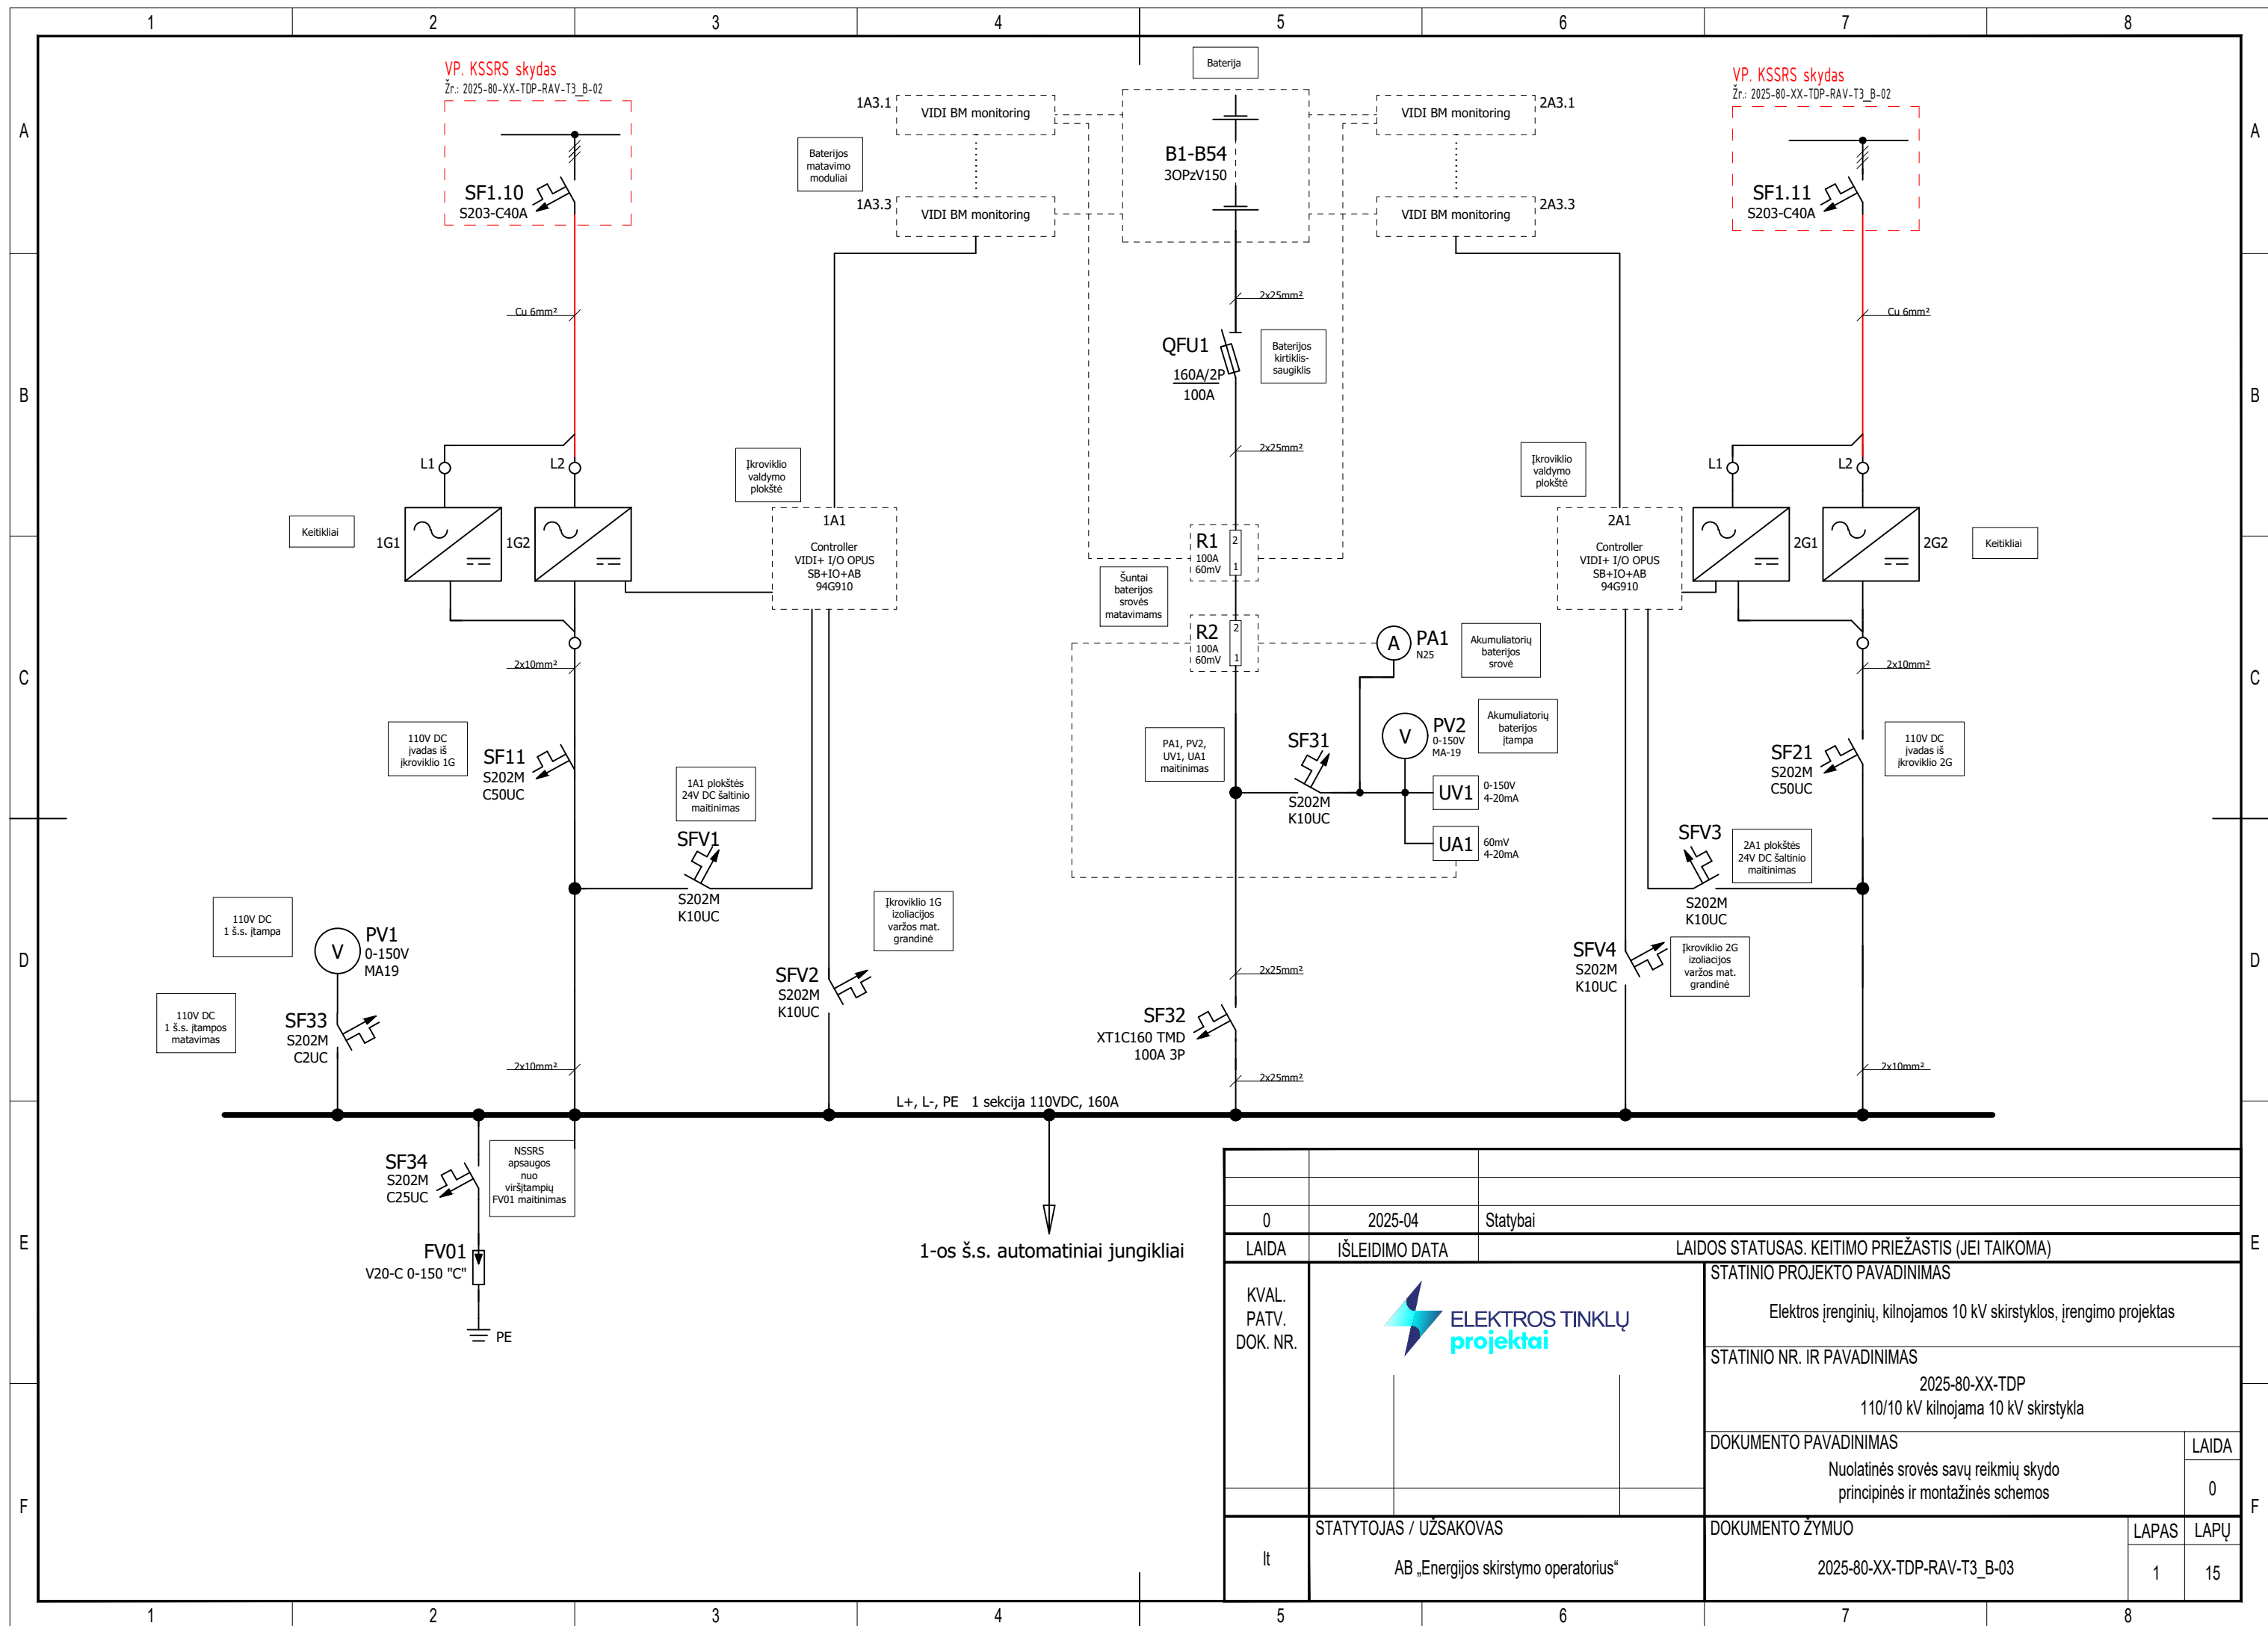 1 2 3 4 5 6 7 8
A
B
C
D
E
F
VP. KSSRS skydas
Žr.: 2025-80-XX-TDP-RAV-T3_B-02
SF1.10
S203-C40A
Cu 6mm²
L1
L2
Keitikliai
1G1
1G2
2x10mm²
110V DC
įvadas iš
įkroviklio 1G
SF11
S202M
C50UC
1A1 plokštės
24V DC šaltinio
maitinimas
SFV1
S202M
K10UC
110V DC
1 š.s. įtampa
V
PV1
0-150V
MA19
110V DC
1 š.s. įtampos
matavimas
SF33
S202M
C2UC
2x10mm²
Įkroviklio 1G
izoliacijos
varžos mat.
grandinė
SFV2
S202M
K10UC
Baterijos
matavimo
moduliai
1A3.1
VIDI BM monitoring
1A3.3
VIDI BM monitoring
Įkroviklio
valdymo
plokštė
1A1
Controller
VIDI+ I/O OPUS
SB+IO+AB
94G910
Baterija
B1-B54
3OPzV150
2A3.1
VIDI BM monitoring
2A3.3
VIDI BM monitoring
2x25mm²
QFU1
160A/2P
100A
Baterijos
kirtiklis-
saugiklis
2x25mm²
R1
100A
60mV
2
1
Šuntai
baterijos
srovės
matavimams
R2
100A
60mV
2
1
A
PA1
N25
Akumuliatorių
baterijos
srovė
PA1, PV2,
UV1, UA1
maitinimas
SF31
S202M
K10UC
V
PV2
0-150V
MA-19
Akumuliatorių
baterijos
įtampa
UV1
0-150V
4-20mA
UA1
60mV
4-20mA
2x25mm²
SF32
XT1C160 TMD
100A 3P
2x25mm²
Įkroviklio
valdymo
plokštė
2A1
Controller
VIDI+ I/O OPUS
SB+IO+AB
94G910
VP. KSSRS skydas
Žr.: 2025-80-XX-TDP-RAV-T3_B-02
SF1.11
S203-C40A
Cu 6mm²
L1
L2
2G1
2G2
Keitikliai
2x10mm²
SF21
S202M
C50UC
110V DC
įvadas iš
įkroviklio 2G
SFV3
S202M
K10UC
2A1 plokštės
24V DC šaltinio
maitinimas
SFV4
S202M
K10UC
Įkroviklio 2G
izoliacijos
varžos mat.
grandinė
2x10mm²
L+, L-, PE 1 sekcija 110VDC, 160A
SF34
S202M
C25UC
NSSRS
apsaugos
nuo
viršįtampių
FV01 maitinimas
FV01
V20-C 0-150 "C"
PE
1-os š.s. automatiniai jungikliai
0 2025-04 Statybai
LAIDA IŠLEIDIMO DATA LAIDOS STATUSAS. KEITIMO PRIEŽASTIS (JEI TAIKOMA)
KVAL.
PATV.
DOK. NR.
ELEKTROS TINKLŲ
projektai
STATINIO PROJEKTO PAVADINIMAS
Elektros įrenginių, kilnojamos 10 kV skirstyklos, įrengimo projektas
STATINIO NR. IR PAVADINIMAS
2025-80-XX-TDP
110/10 kV kilnojama 10 kV skirstykla
DOKUMENTO PAVADINIMAS
Nuolatinės srovės savų reikmių skydo
principinės ir montažinės schemos
LAIDA
0
lt
STATYTOJAS / UŽSAKOVAS
AB „Energijos skirstymo operatorius“
DOKUMENTO ŽYMUO
2025-80-XX-TDP-RAV-T3_B-03
LAPAS
1
LAPŲ
15
A
B
C
D
E
F
1 2 3 4 5 6 7 8